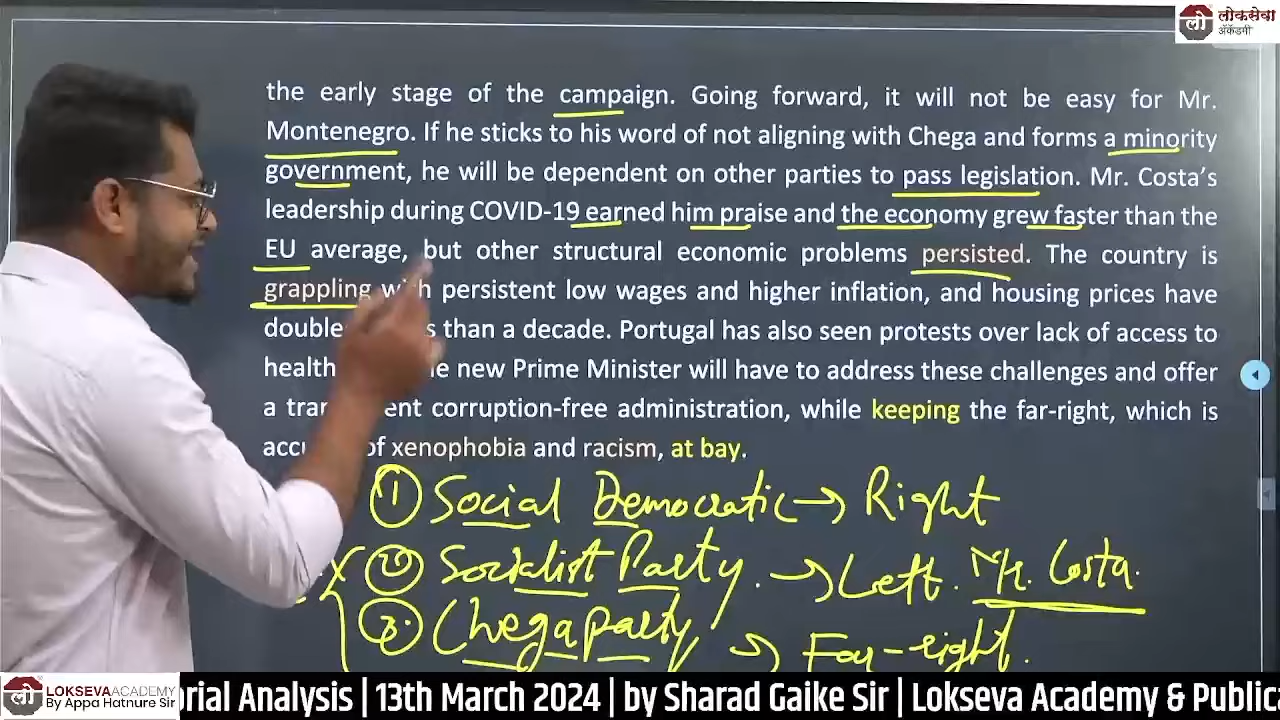 लो
लोकसेवा
अ‍ॅकॅडमी
the early stage of the campaign. Going forward, it will not be easy for Mr.
Montenegro. If he sticks to his word of not aligning with Chega and forms a minority
government, he will be dependent on other parties to pass legislation. Mr. Costa's
leadership during COVID-19 earned him praise and the economy grew faster than the
EU average, but other structural economic problems persisted. The country is
grappling with persistent low wages and higher inflation, and housing prices have
than a decade. Portugal has also seen protests over lack of access to
health new Prime Minister will have to address these challenges and offer
a corruption-free administration, while keeping the far-right, which is
of xenophobia and racism, at bay.
① Social Democratic → Right
② Socialist Party. → Left. Mr. Costa.
③ Chega Party → Far-right.
लो LOKSEVA ACADEMY
By Appa Hatnure Sir
orial Analysis | 13th March 2024 | by Sharad Gaike Sir | Lokseva Academy & Public